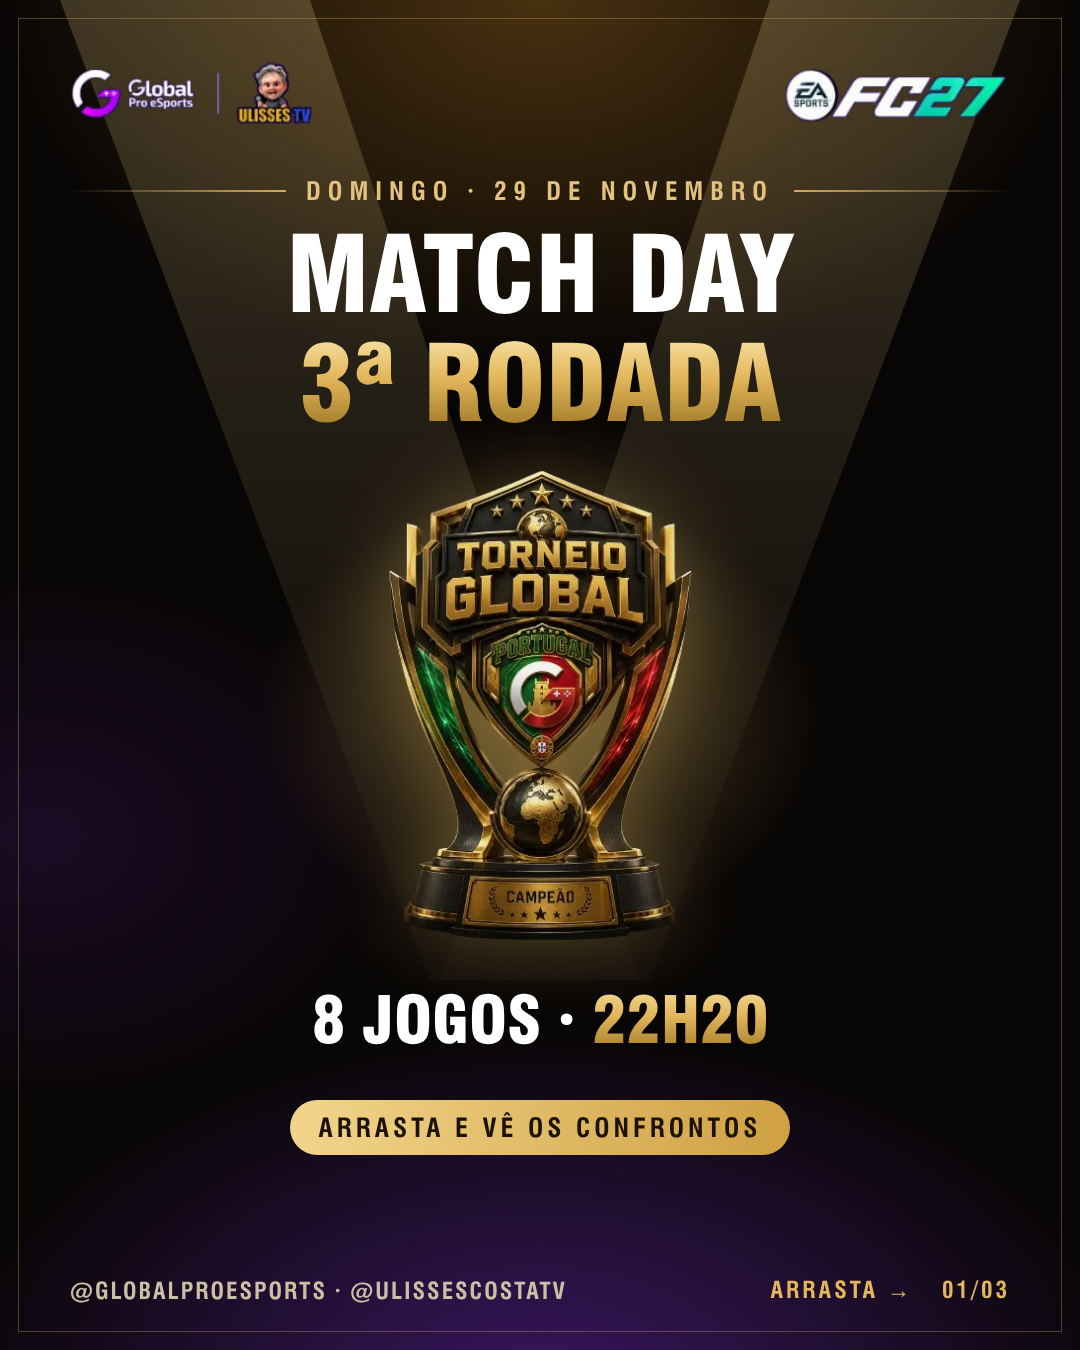 Global
Pro eSports
ULISSES TV
EA
SPORTS
FC27
DOMINGO · 29 DE NOVEMBRO
MATCH DAY
3ª RODADA
TORNEIO
GLOBAL
PORTUGAL
CAMPEÃO
8 JOGOS · 22H20
ARRASTA E VÊ OS CONFRONTOS
@GLOBALPROESPORTS · @ULISSESCOSTATV
ARRASTA → 01/03